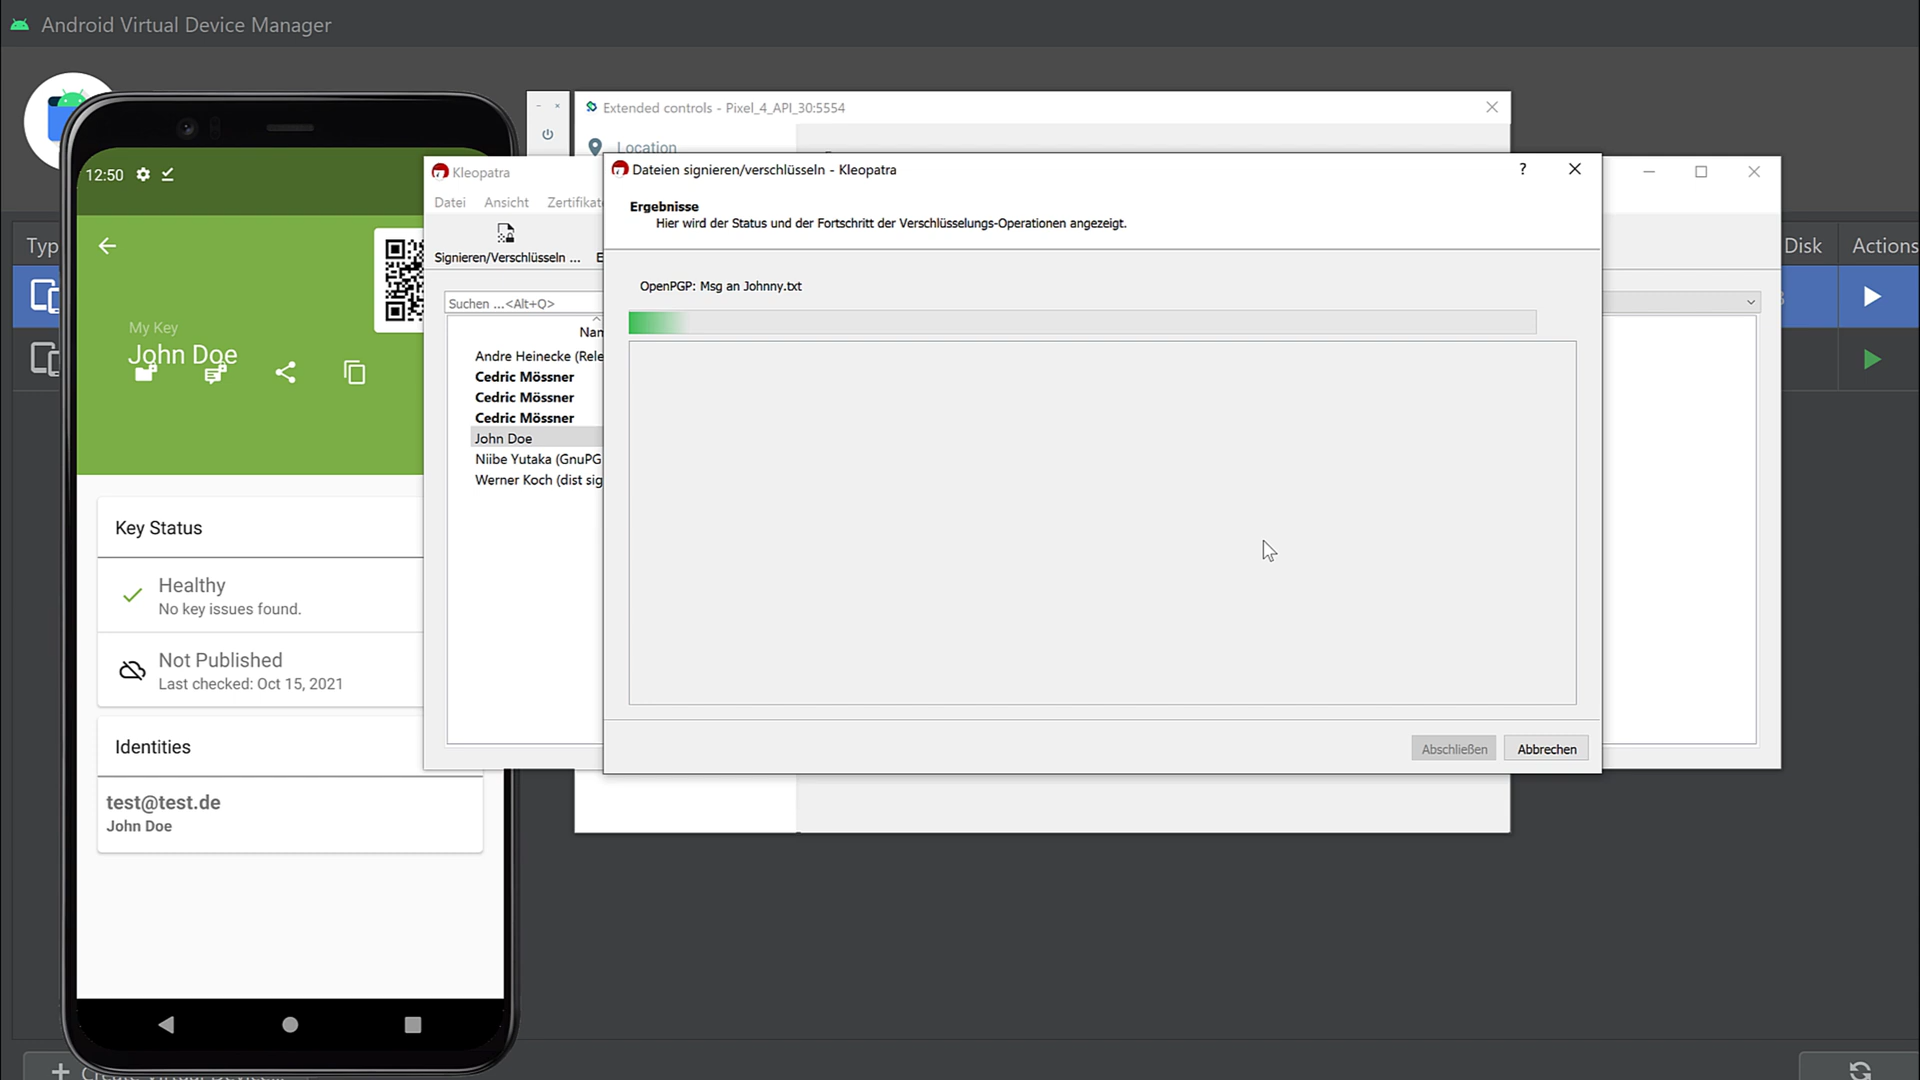 Android Virtual Device Manager
Extended controls - Pixel_4_API_30:5554
Location
12:50
Kleopatra
Datei Ansicht Zertifikate
Signieren/Verschlüsseln ...
Suchen ...<Alt+Q>
Andre Heinecke (Rele
Cedric Mössner
Cedric Mössner
Cedric Mössner
John Doe
Niibe Yutaka (GnuPG
Werner Koch (dist sig
Dateien signieren/verschlüsseln - Kleopatra
Ergebnisse
Hier wird der Status und der Fortschritt der Verschlüsselungs-Operationen angezeigt.
OpenPGP: Msg an Johnny.txt
Abschließen Abbrechen
Typ
Disk Actions
My Key
John Doe
Key Status
Healthy
No key issues found.
Not Published
Last checked: Oct 15, 2021
Identities
test@test.de
John Doe